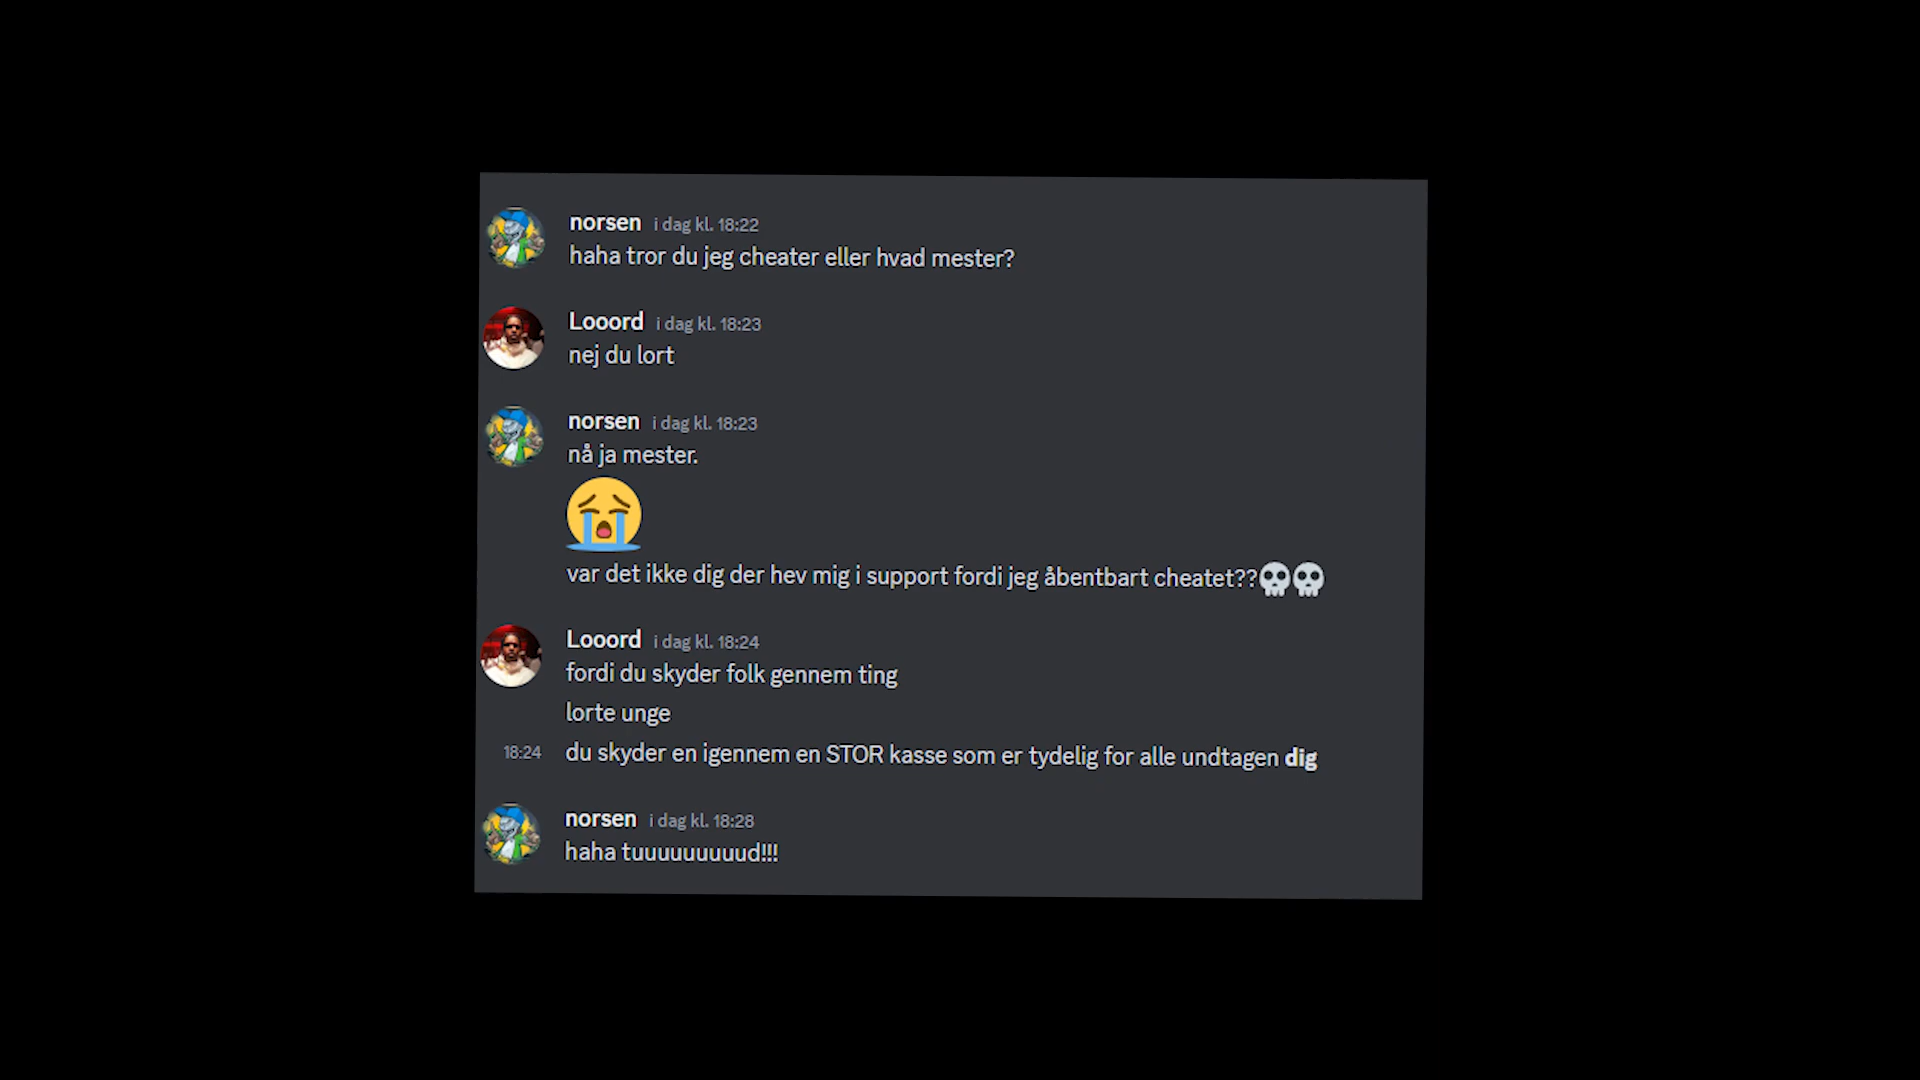 norsen i dag kl. 18:22
haha tror du jeg cheater eller hvad mester?
Looord i dag kl. 18:23
nej du lort
norsen i dag kl. 18:23
nå ja mester.
var det ikke dig der hev mig i support fordi jeg åbentbart cheatet??💀💀
Looord i dag kl. 18:24
fordi du skyder folk gennem ting
lorte unge
18:24 du skyder en igennem en STOR kasse som er tydelig for alle undtagen dig
norsen i dag kl. 18:28
haha tuuuuuuuuud!!!